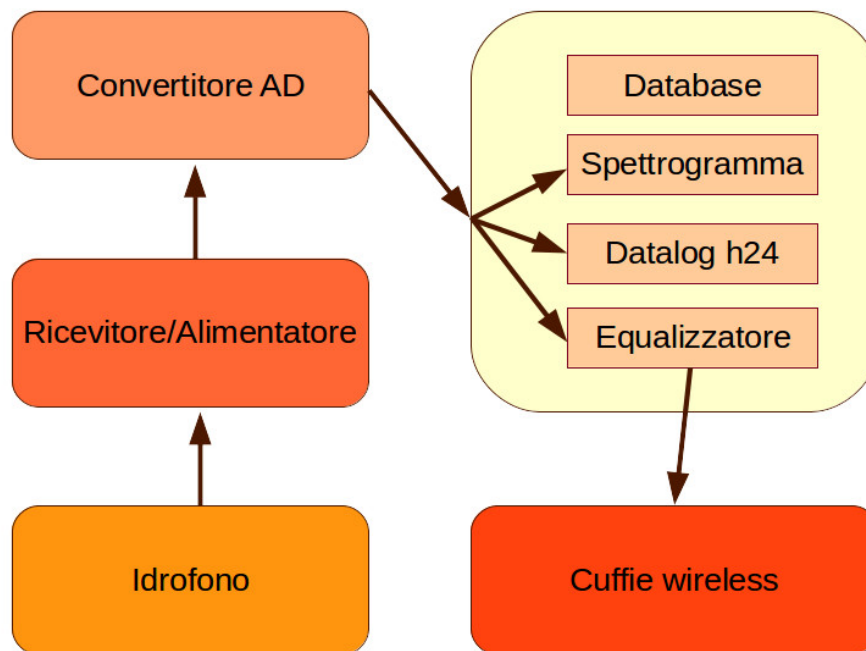 Convertitore AD
Database
Spettrogramma
Datalog h24
Equalizzatore
Ricevitore/Alimentatore
Idrofono
Cuffie wireless